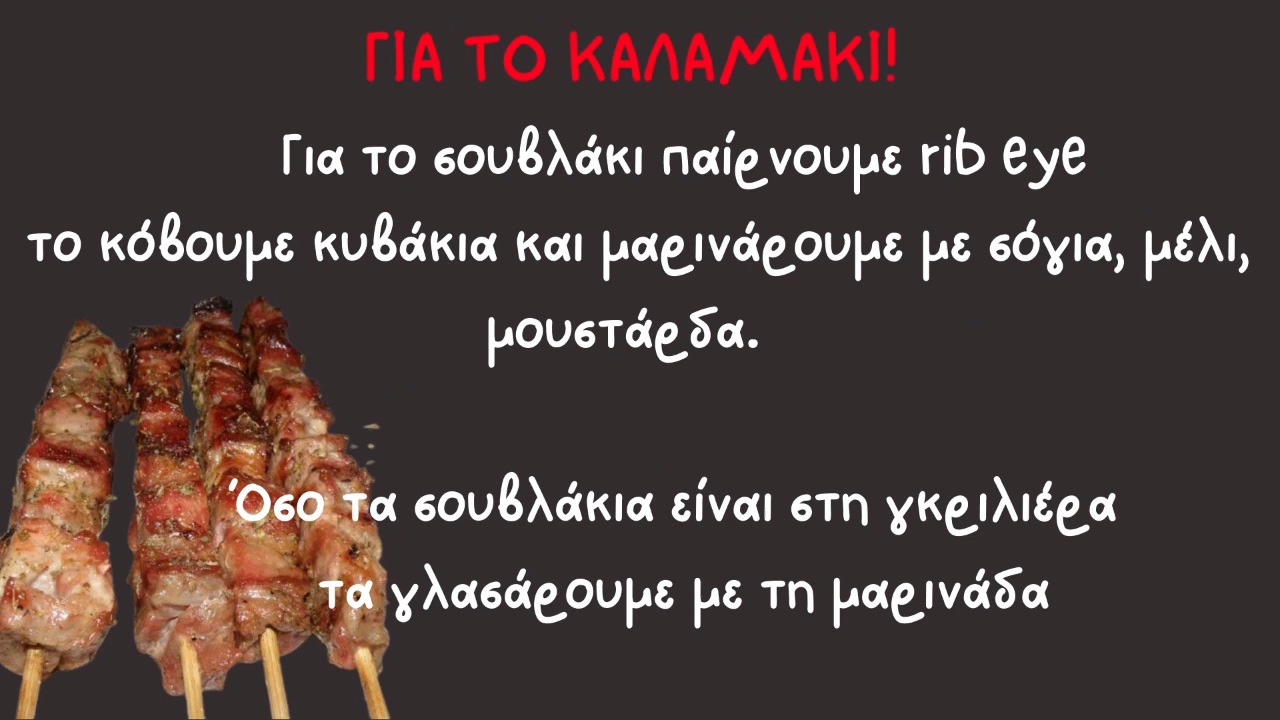 ΓΙΑ ΤΟ ΚΑΛΑΜΑΚΙ!
Για το σουβλάκι παίρνουμε rib eye
το κόβουμε κυβάκια και μαρινάρουμε με σόγια, μέλι,
μουστάρδα.
Όσο τα σουβλάκια είναι στη γκριλιέρα
τα γλασάρουμε με τη μαρινάδα